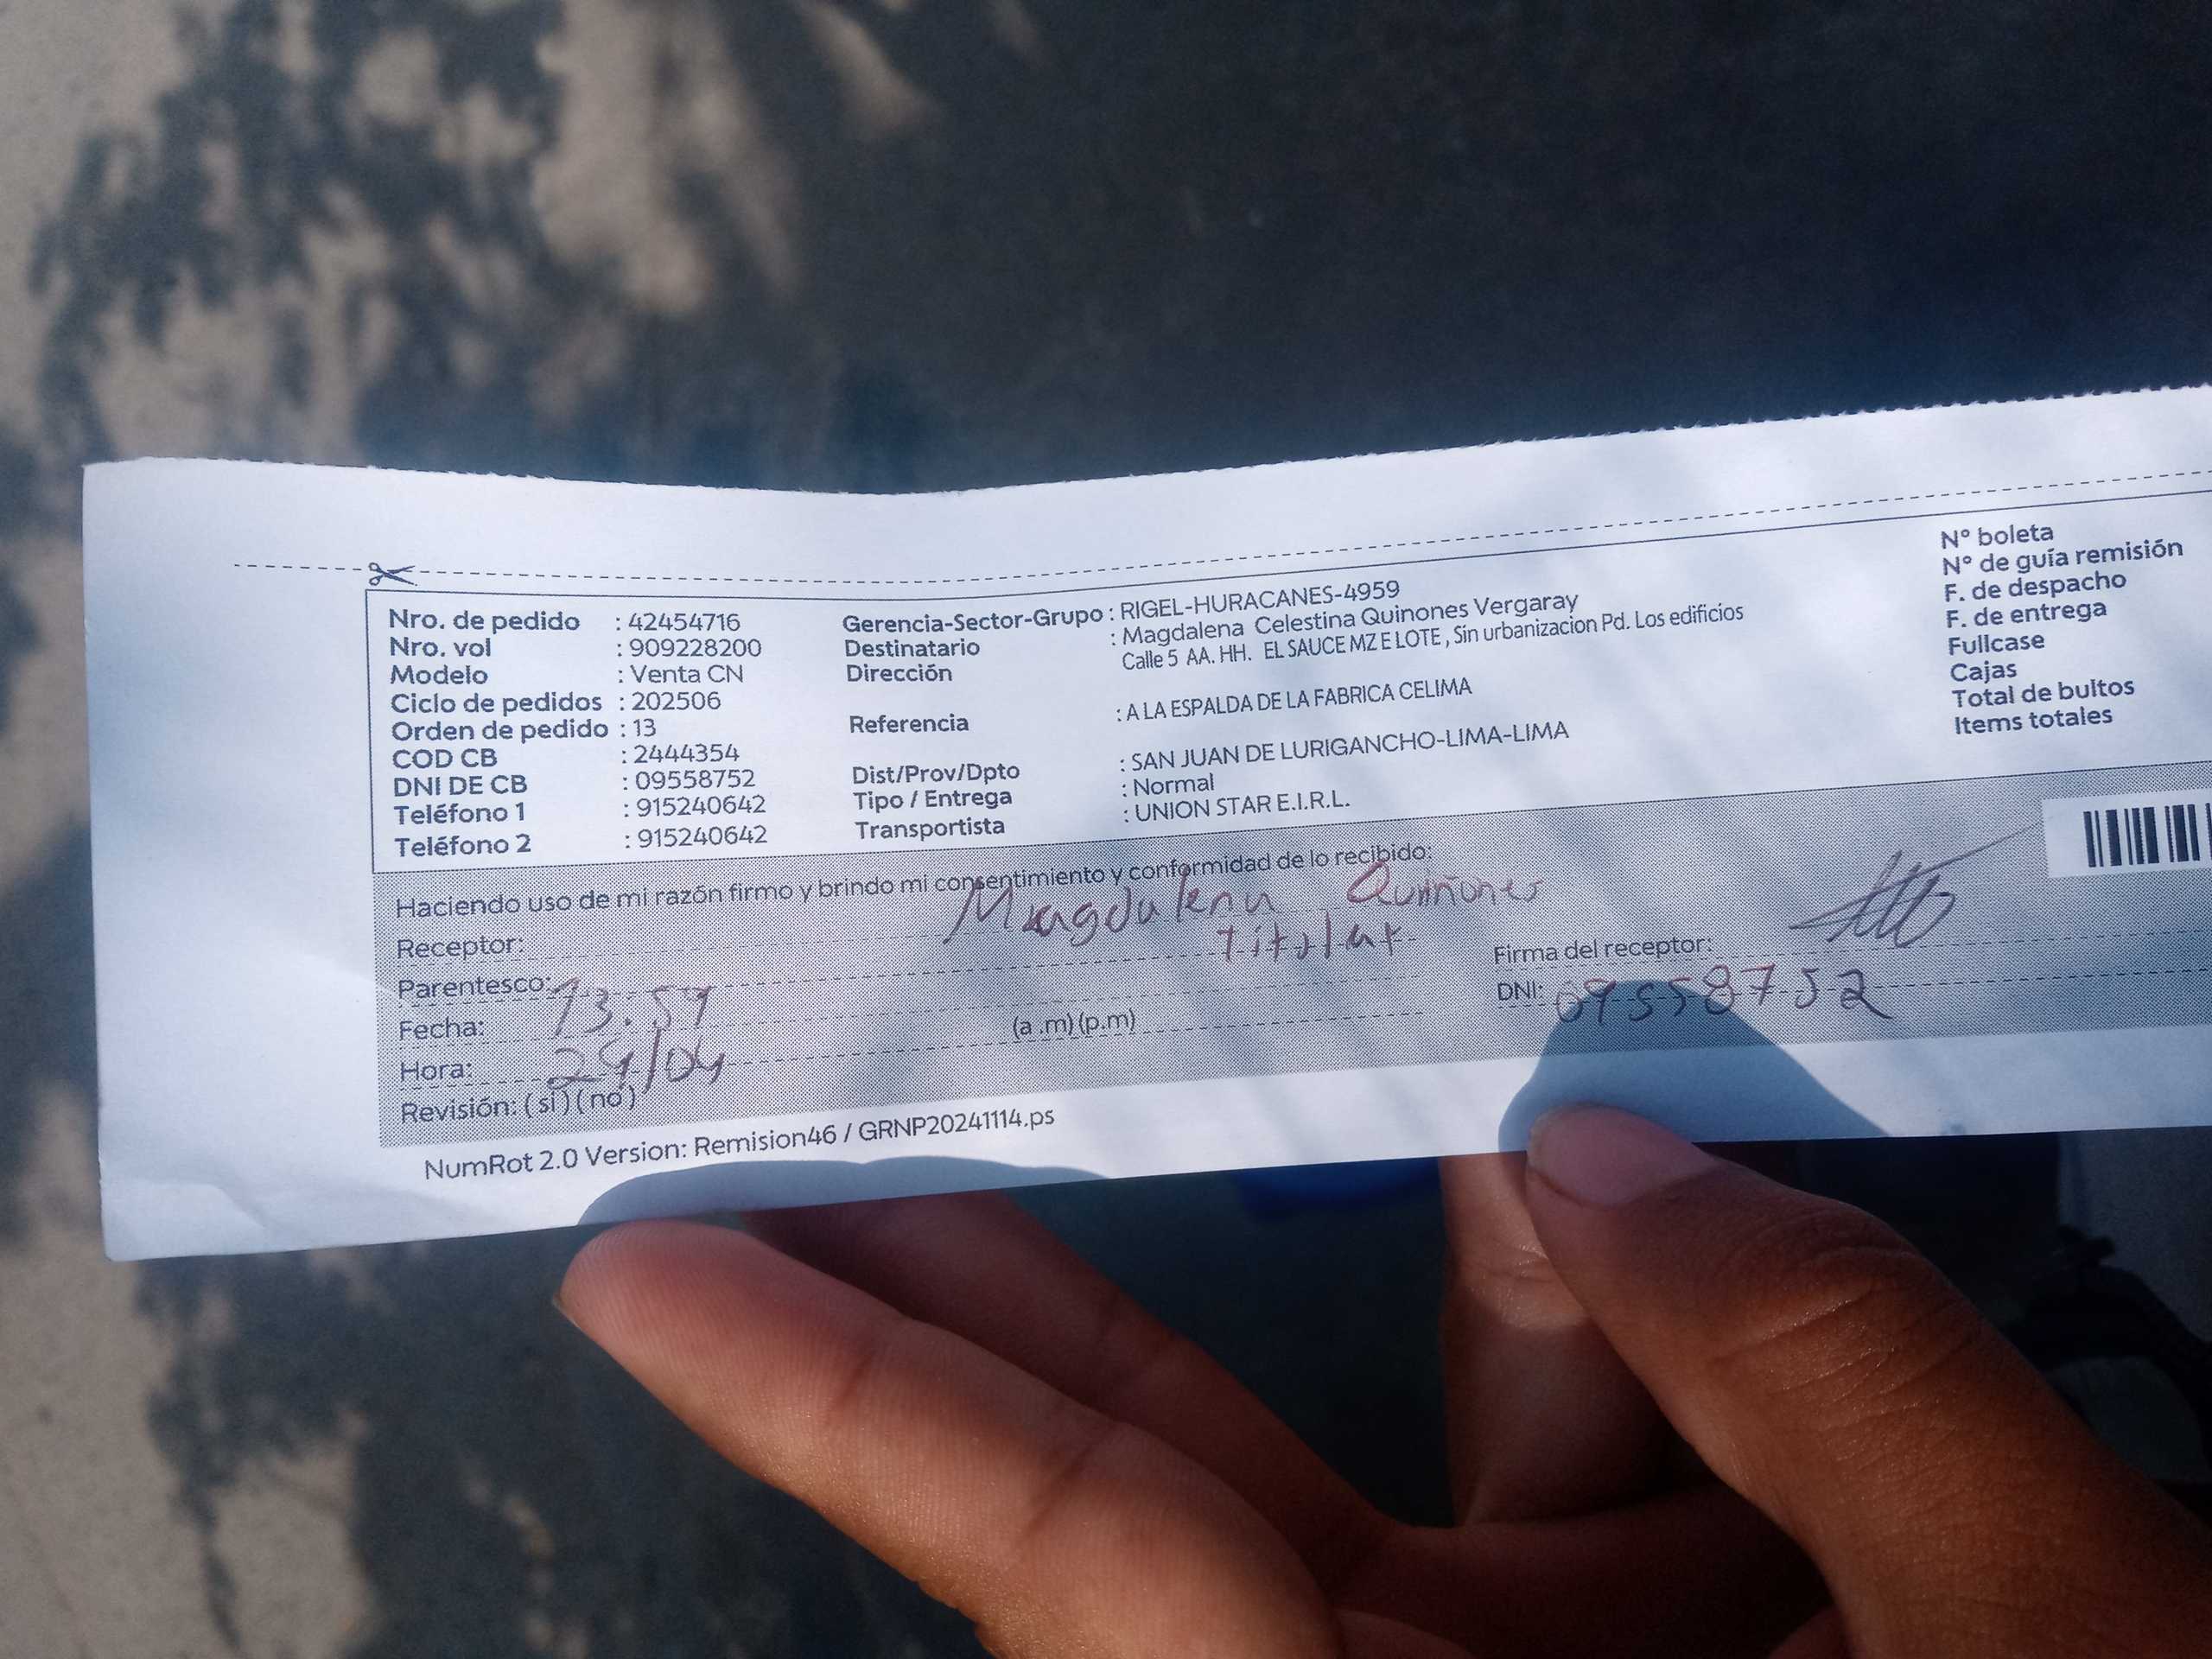 Nro. de pedido : 42454716
Nro. vol : 909228200
Modelo : Venta CN
Ciclo de pedidos : 202506
Orden de pedido : 13
COD CB : 2444354
DNI DE CB : 09558752
Teléfono 1 : 915240642
Teléfono 2 : 915240642
Gerencia-Sector-Grupo : RIGEL-HURACANES-4959
Destinatario : Magdalena Celestina Quinones Vergaray
Dirección Calle 5 AA. HH. EL SAUCE MZ E LOTE , Sin urbanizacion Pd. Los edificios
Referencia : A LA ESPALDA DE LA FABRICA CELIMA
Dist/Prov/Dpto : SAN JUAN DE LURIGANCHO-LIMA-LIMA
Tipo / Entrega : Normal
Transportista : UNION STAR E.I.R.L.
N° boleta
N° de guía remisión
F. de despacho
F. de entrega
Fullcase
Cajas
Total de bultos
Items totales
Haciendo uso de mi razón firmo y brindo mi consentimiento y conformidad de lo recibido:
Receptor: Magdalena Quiñones
Parentesco: titular
Fecha: 13:57
Hora: 24/04 (a .m) (p.m)
Revisión: ( si ) ( no )
Firma del receptor:
DNI: 09558752
NumRot 2.0 Version: Remision46 / GRNP20241114.ps